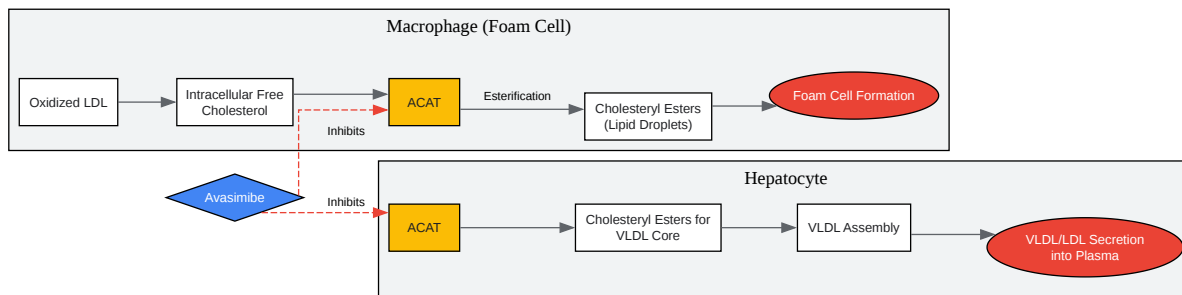 Macrophage (Foam Cell)
Oxidized LDL
Intracellular Free
Cholesterol
ACAT
Esterification
Cholesteryl Esters
(Lipid Droplets)
Foam Cell Formation
Inhibits
Avasimibe
Inhibits
Hepatocyte
ACAT
Cholesteryl Esters for
VLDL Core
VLDL Assembly
VLDL/LDL Secretion
into Plasma